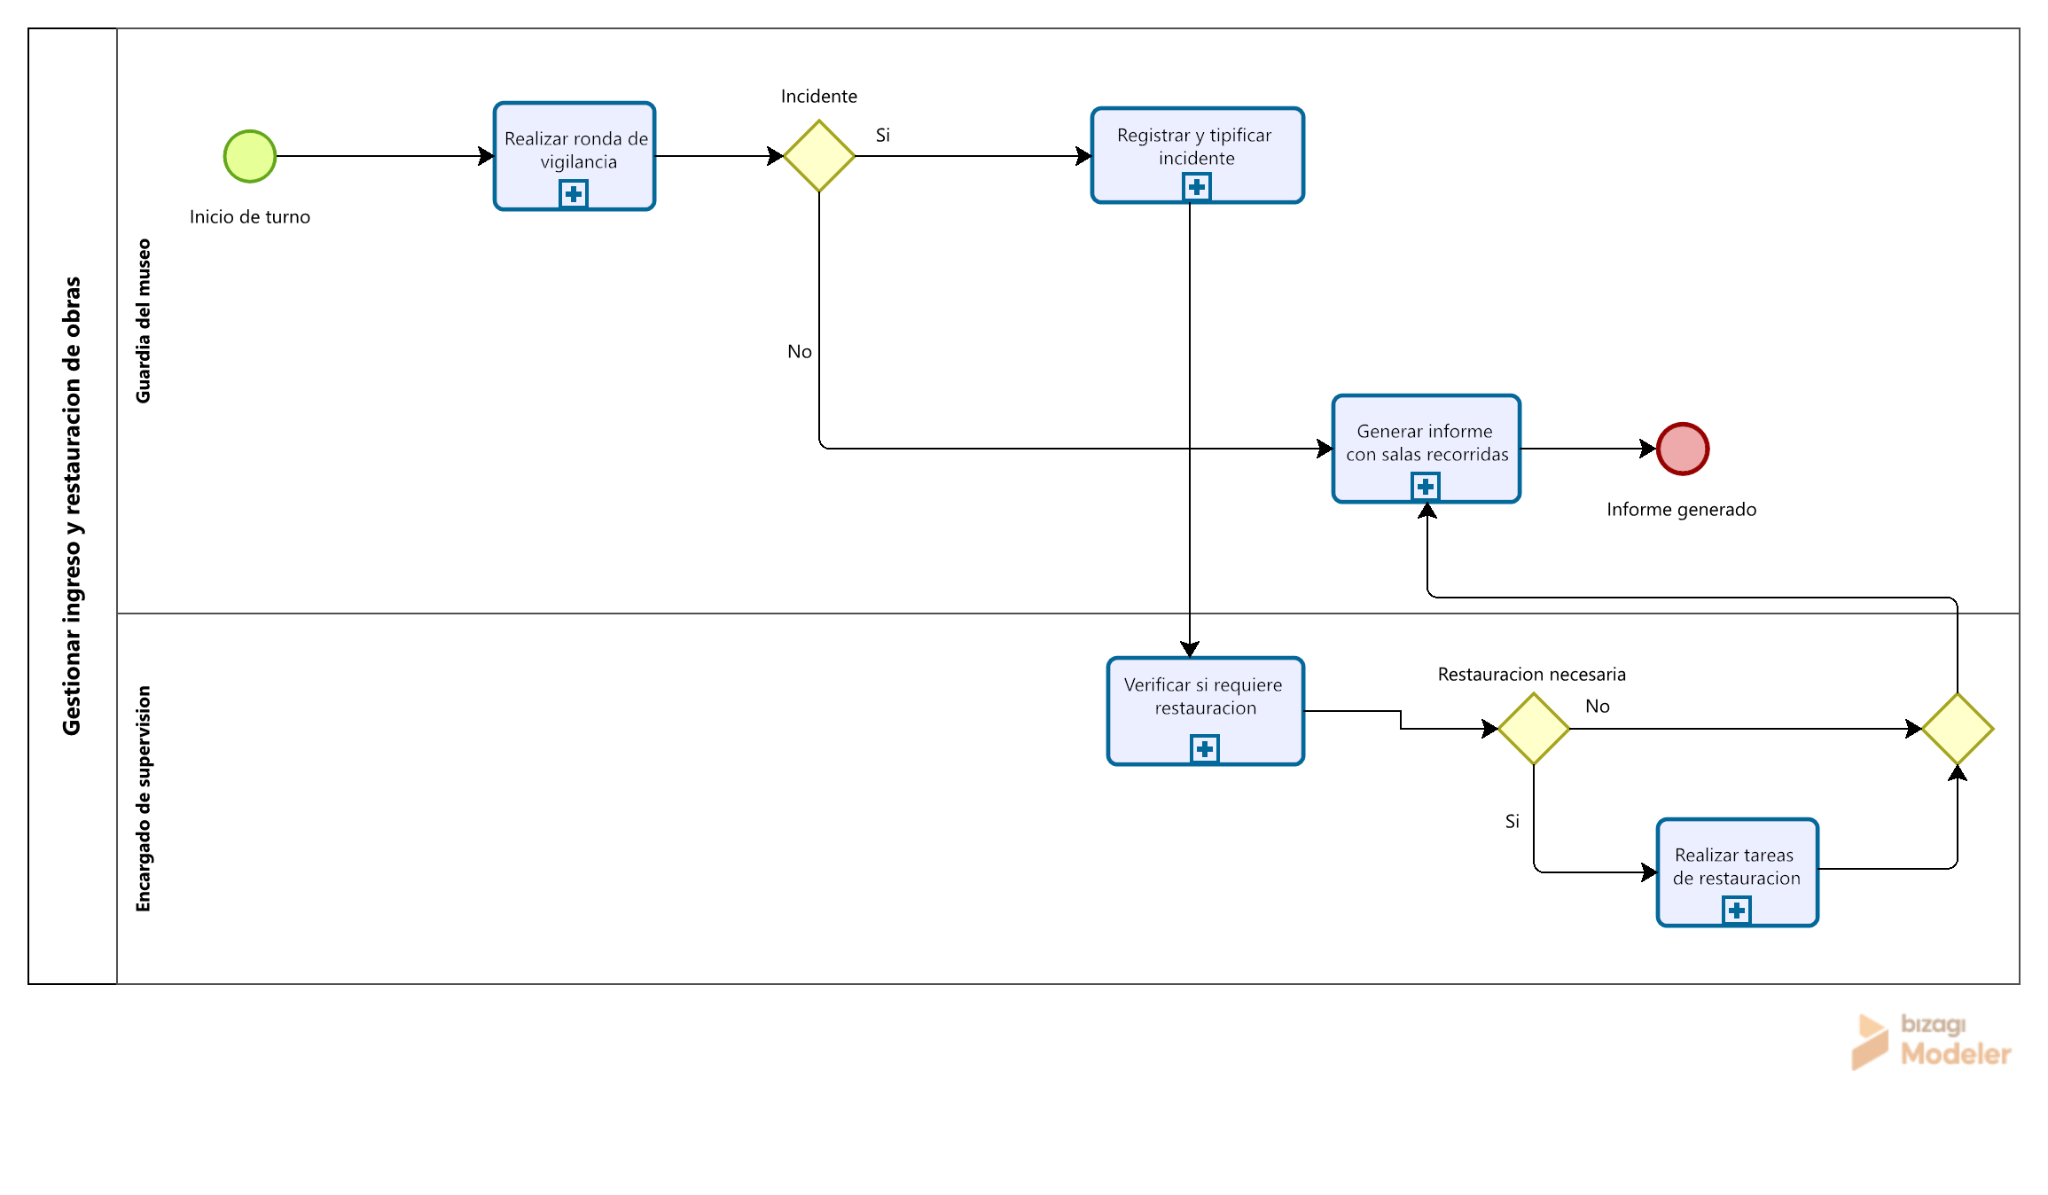 Gestionar ingreso y restauracion de obras
Guardia del museo
Inicio de turno
Realizar ronda de
vigilancia
Incidente
Si
No
Registrar y tipificar
incidente
Generar informe
con salas recorridas
Informe generado
Encargado de supervision
Verificar si requiere
restauracion
Restauracion necesaria
No
Si
Realizar tareas
de restauracion
bizagi
Modeler